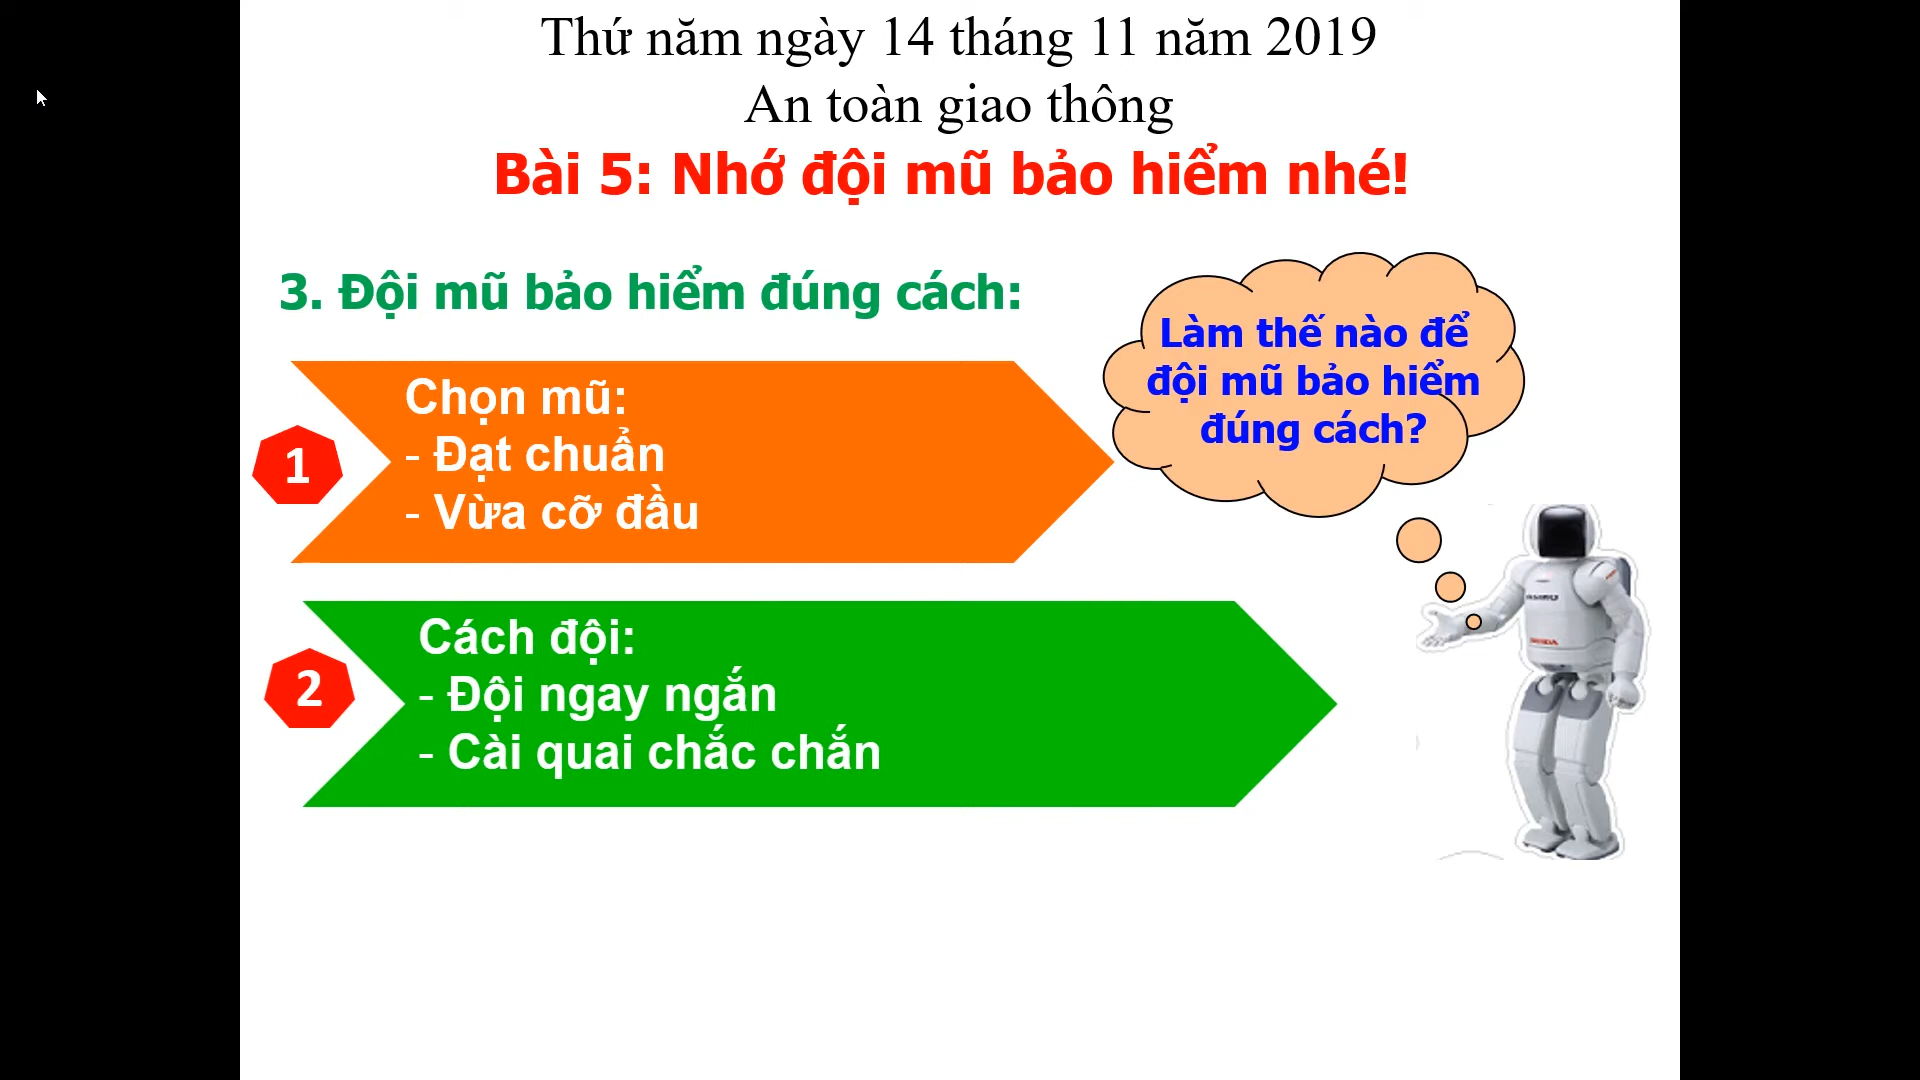 Thứ năm ngày 14 tháng 11 năm 2019
An toàn giao thông
Bài 5: Nhớ đội mũ bảo hiểm nhé!
3. Đội mũ bảo hiểm đúng cách:
Làm thế nào để
đội mũ bảo hiểm
đúng cách?
1
Chọn mũ:
- Đạt chuẩn
- Vừa cỡ đầu
2
Cách đội:
- Đội ngay ngắn
- Cài quai chắc chắn